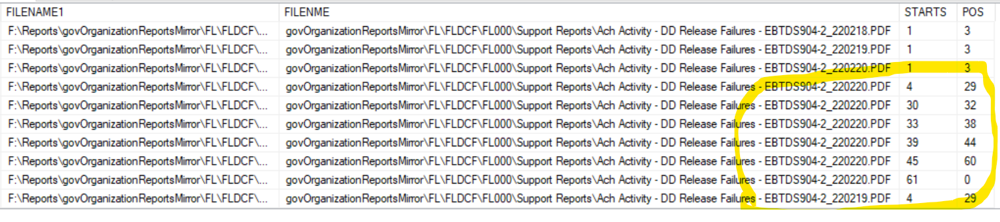 FILENAME1 FILENME STARTS POS
F:\Reports\govOrganizationReportsMirror\FL\FLDCF\... govOrganizationReportsMirror\FL\FLDCF\FL000\Support Reports\Ach Activity - DD Release Failures - EBTDS904-2_220218.PDF 1 3
F:\Reports\govOrganizationReportsMirror\FL\FLDCF\... govOrganizationReportsMirror\FL\FLDCF\FL000\Support Reports\Ach Activity - DD Release Failures - EBTDS904-2_220219.PDF 1 3
F:\Reports\govOrganizationReportsMirror\FL\FLDCF\... govOrganizationReportsMirror\FL\FLDCF\FL000\Support Reports\Ach Activity - DD Release Failures - EBTDS904-2_220220.PDF 1 3
F:\Reports\govOrganizationReportsMirror\FL\FLDCF\... govOrganizationReportsMirror\FL\FLDCF\FL000\Support Reports\Ach Activity - DD Release Failures - EBTDS904-2_220220.PDF 4 29
F:\Reports\govOrganizationReportsMirror\FL\FLDCF\... govOrganizationReportsMirror\FL\FLDCF\FL000\Support Reports\Ach Activity - DD Release Failures - EBTDS904-2_220220.PDF 30 32
F:\Reports\govOrganizationReportsMirror\FL\FLDCF\... govOrganizationReportsMirror\FL\FLDCF\FL000\Support Reports\Ach Activity - DD Release Failures - EBTDS904-2_220220.PDF 33 38
F:\Reports\govOrganizationReportsMirror\FL\FLDCF\... govOrganizationReportsMirror\FL\FLDCF\FL000\Support Reports\Ach Activity - DD Release Failures - EBTDS904-2_220220.PDF 39 44
F:\Reports\govOrganizationReportsMirror\FL\FLDCF\... govOrganizationReportsMirror\FL\FLDCF\FL000\Support Reports\Ach Activity - DD Release Failures - EBTDS904-2_220220.PDF 45 60
F:\Reports\govOrganizationReportsMirror\FL\FLDCF\... govOrganizationReportsMirror\FL\FLDCF\FL000\Support Reports\Ach Activity - DD Release Failures - EBTDS904-2_220220.PDF 61 0
F:\Reports\govOrganizationReportsMirror\FL\FLDCF\... govOrganizationReportsMirror\FL\FLDCF\FL000\Support Reports\Ach Activity - DD Release Failures - EBTDS904-2_220219.PDF 4 29